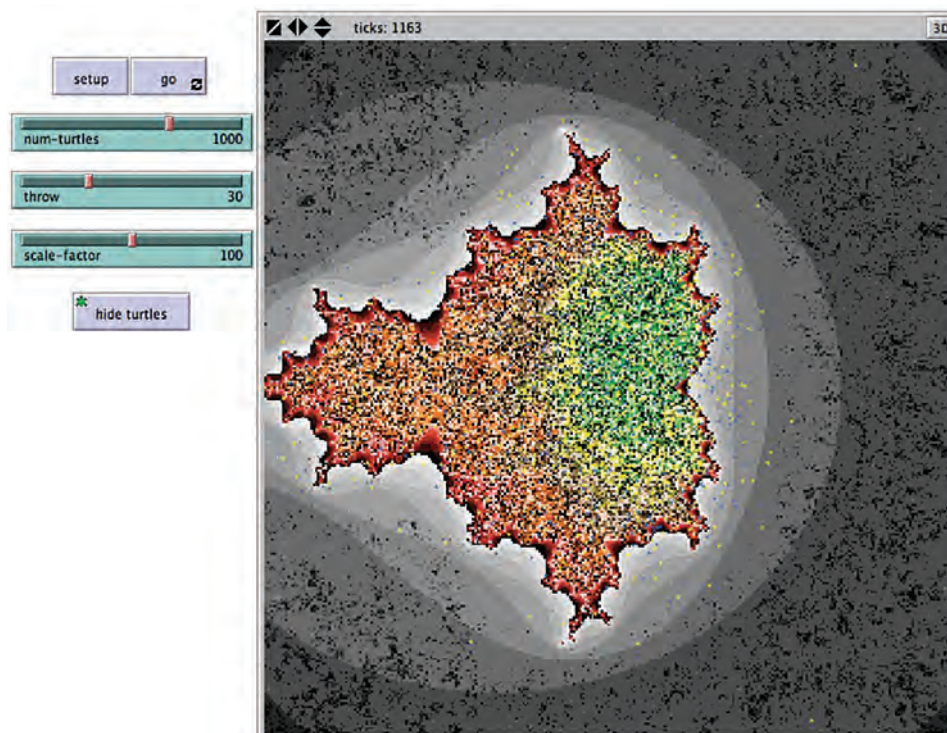 ticks: 1163
3D
setup
go
num-turtles 1000
throw 30
scale-factor 100
hide turtles